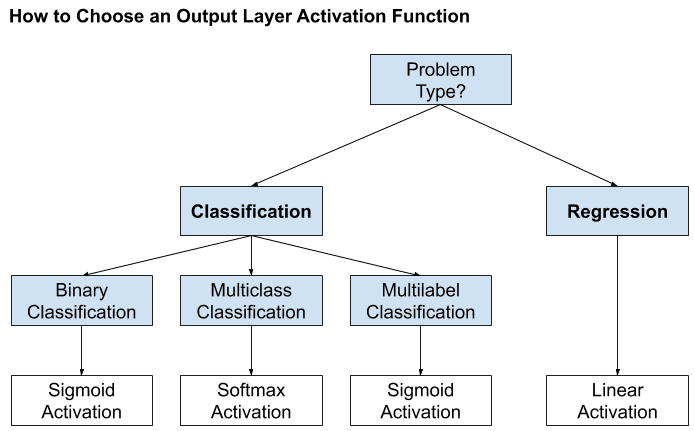 How to Choose an Output Layer Activation Function
Problem
Type?
Classification
Regression
Binary
Classification
Multiclass
Classification
Multilabel
Classification
Sigmoid
Activation
Softmax
Activation
Sigmoid
Activation
Linear
Activation